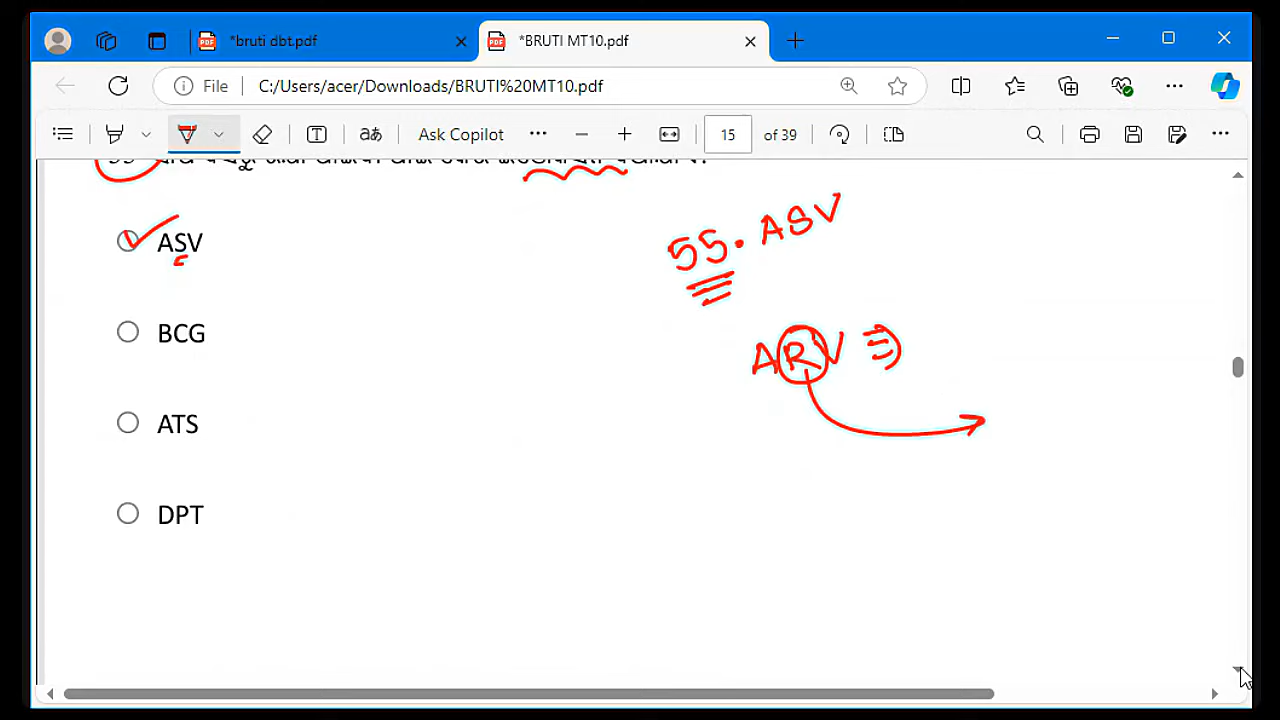 *bruti dbt.pdf
*BRUTI MT10.pdf
File
C:/Users/acer/Downloads/BRUTI%20MT10.pdf
Ask Copilot
15 of 39
ASV
BCG
ATS
DPT
55. ASV
ARV ⇒